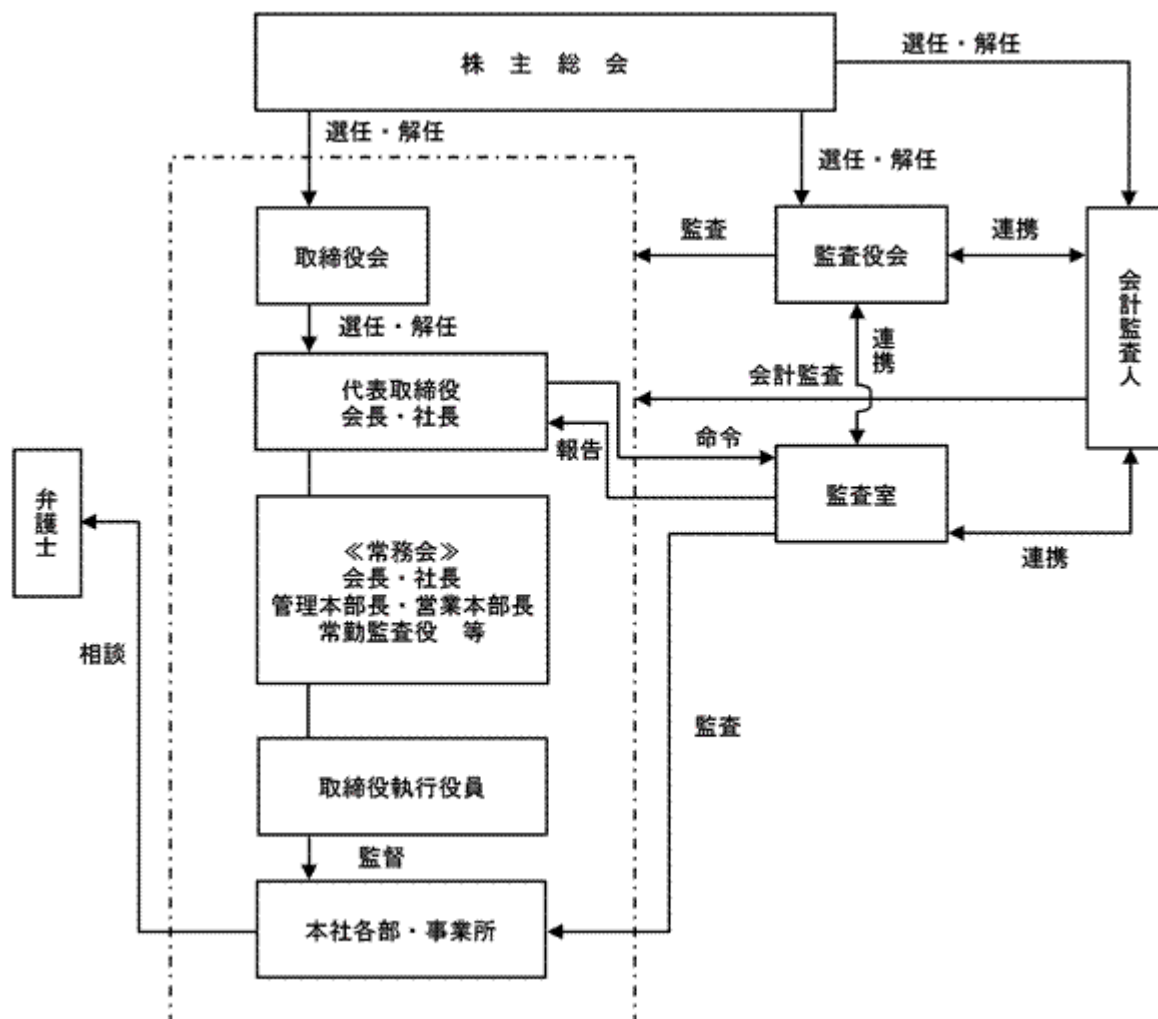 株 主 総 会
選任・解任
選任・解任
選任・解任
取締役会
監査
監査役会
連携
会計監査人
選任・解任
連携
代表取締役
会長・社長
会計監査
命令
報告
監査室
連携
弁護士
≪常務会≫
会長・社長
管理本部長・営業本部長
常勤監査役 等
相談
監査
取締役執行役員
監督
本社各部・事業所